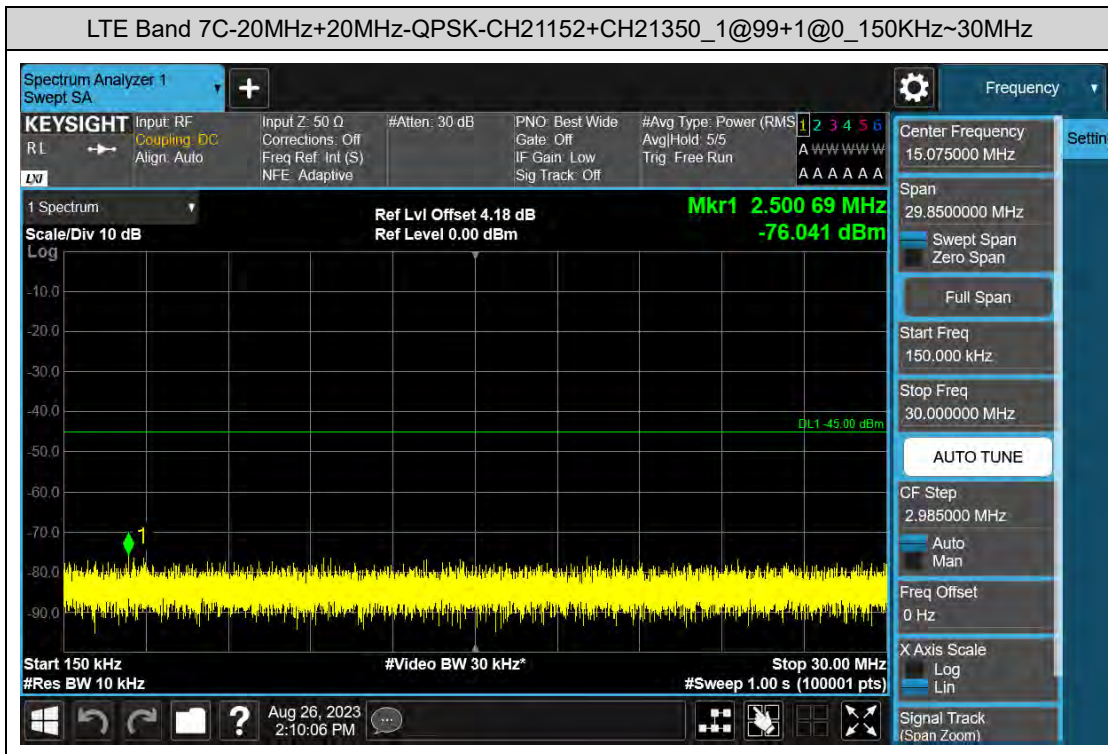 LTE Band 7C-20MHz+20MHz-QPSK-CH21152+CH21350_1@99+1@0_150KHz~30MHz
Spectrum Analyzer 1
Swept SA
Frequency
KEYSIGHT
RL
LXI
Input: RF
Coupling: DC
Align: Auto
Input Z: 50 Ω
Corrections: Off
Freq Ref: Int (S)
NFE: Adaptive
#Atten: 30 dB
PNO: Best Wide
Gate: Off
IF Gain: Low
Sig Track: Off
#Avg Type: Power (RMS
Avg|Hold: 5/5
Trig: Free Run
1 2 3 4 5 6
A W W W W W
A A A A A A
1 Spectrum
Scale/Div 10 dB
Log
Ref Lvl Offset 4.18 dB
Ref Level 0.00 dBm
Mkr1 2.500 69 MHz
-76.041 dBm
-10.0
-20.0
-30.0
-40.0
DL1 -45.00 dBm
-50.0
-60.0
-70.0
1
-80.0
-90.0
Start 150 kHz
#Res BW 10 kHz
#Video BW 30 kHz*
Stop 30.00 MHz
#Sweep 1.00 s (100001 pts)
Center Frequency
15.075000 MHz
Settin
Span
29.8500000 MHz
Swept Span
Zero Span
Full Span
Start Freq
150.000 kHz
Stop Freq
30.000000 MHz
AUTO TUNE
CF Step
2.985000 MHz
Auto
Man
Freq Offset
0 Hz
X Axis Scale
Log
Lin
Signal Track
(Span Zoom)
?
Aug 26, 2023
2:10:06 PM